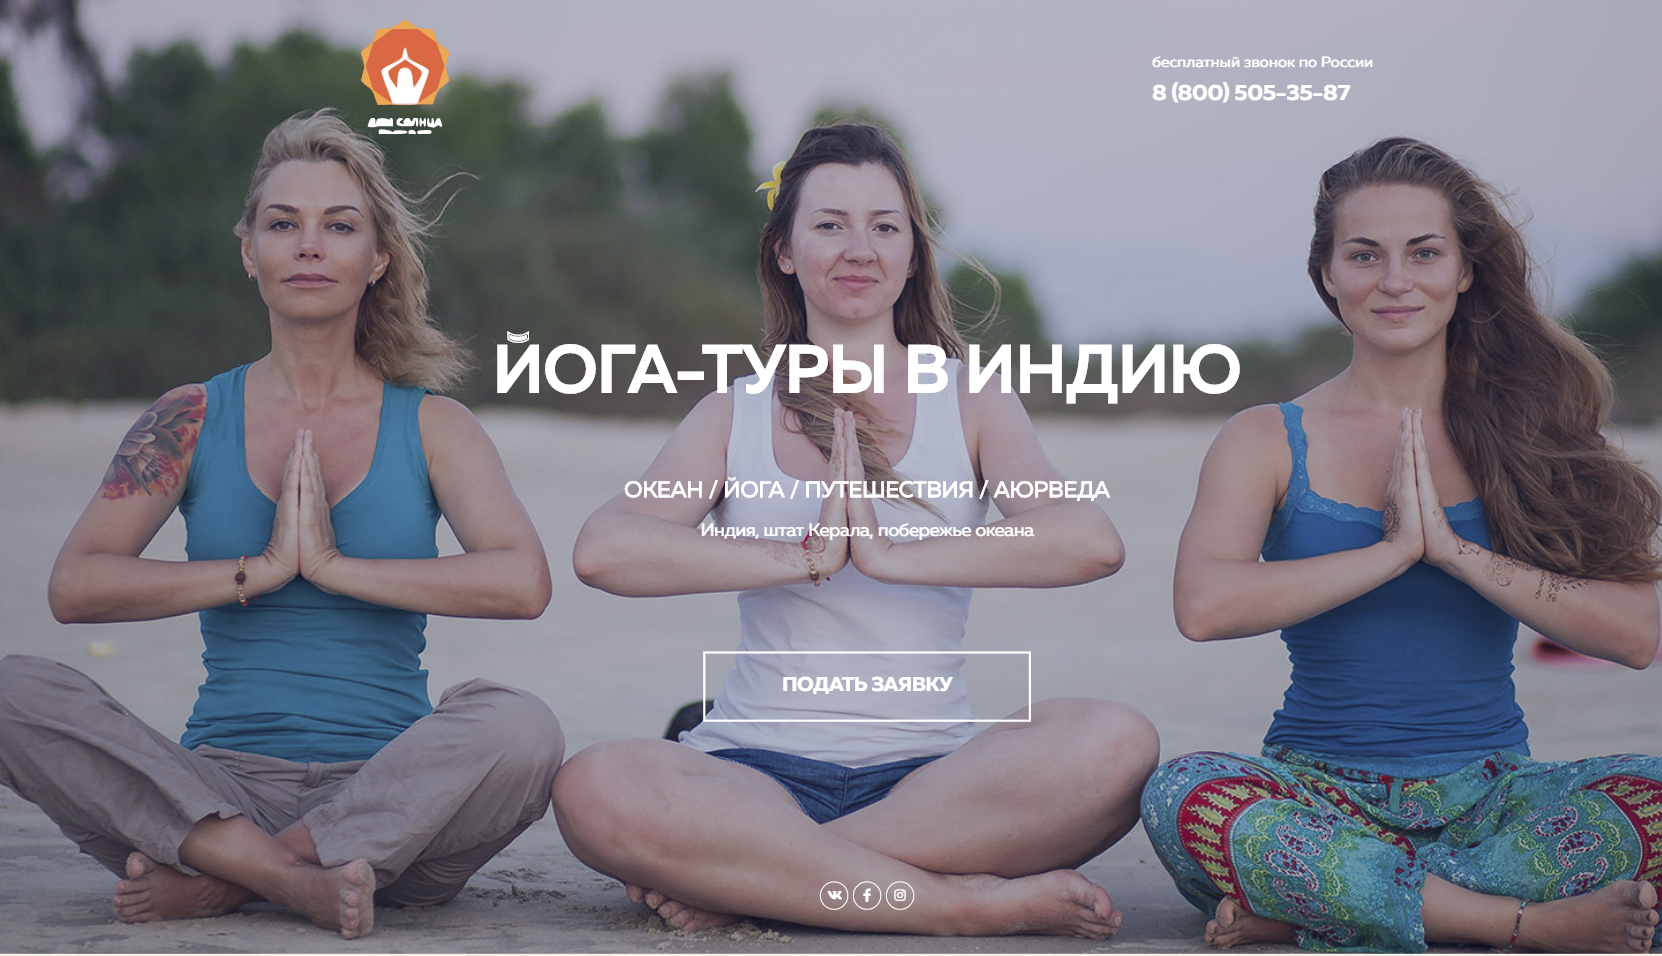 ДОМ СОЛНЦА
бесплатный звонок по России
8 (800) 505-35-87
ЙОГА-ТУРЫ В ИНДИЮ
ОКЕАН / ЙОГА / ПУТЕШЕСТВИЯ / АЮРВЕДА
Индия, штат Керала, побережье океана
ПОДАТЬ ЗАЯВКУ